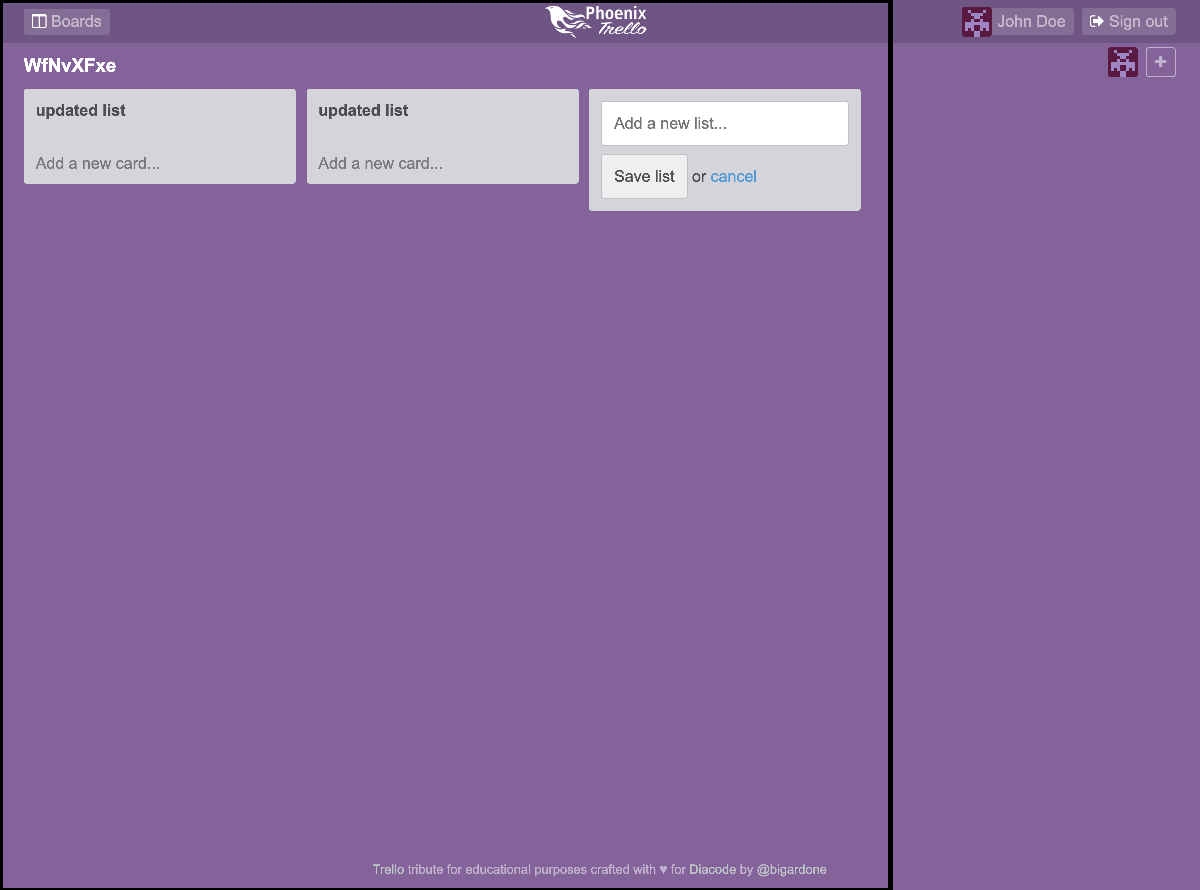 Boards
Phoenix
Trello
John Doe
Sign out
WfNvXFxe
+
updated list
updated list
Add a new list...
Add a new card...
Add a new card...
Save list or cancel
Trello tribute for educational purposes crafted with ♥ for Diacode by @bigardone